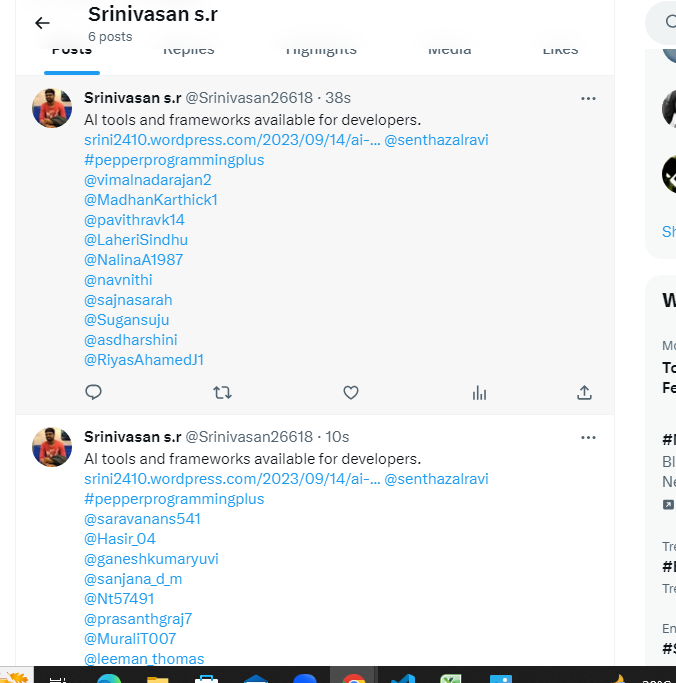 Srinivasan s.r
6 posts
Posts Replies Highlights Media Likes
Srinivasan s.r @Srinivasan26618 · 38s
AI tools and frameworks available for developers.
srini2410.wordpress.com/2023/09/14/ai-... @senthazalravi
#pepperprogrammingplus
@vimalnadarajan2
@MadhanKarthick1
@pavithravk14
@LaheriSindhu
@NalinaA1987
@navnithi
@sajnasarah
@Sugansuju
@asdharshini
@RiyasAhamedJ1
Srinivasan s.r @Srinivasan26618 · 10s
AI tools and frameworks available for developers.
srini2410.wordpress.com/2023/09/14/ai-... @senthazalravi
#pepperprogrammingplus
@saravanans541
@Hasir_04
@ganeshkumaryuvi
@sanjana_d_m
@Nt57491
@prasanthgraj7
@MuraliT007
@leeman_thomas
Sh
W
Mo
To
Fe
Bl
Ne
Tre
Tre
En
#S